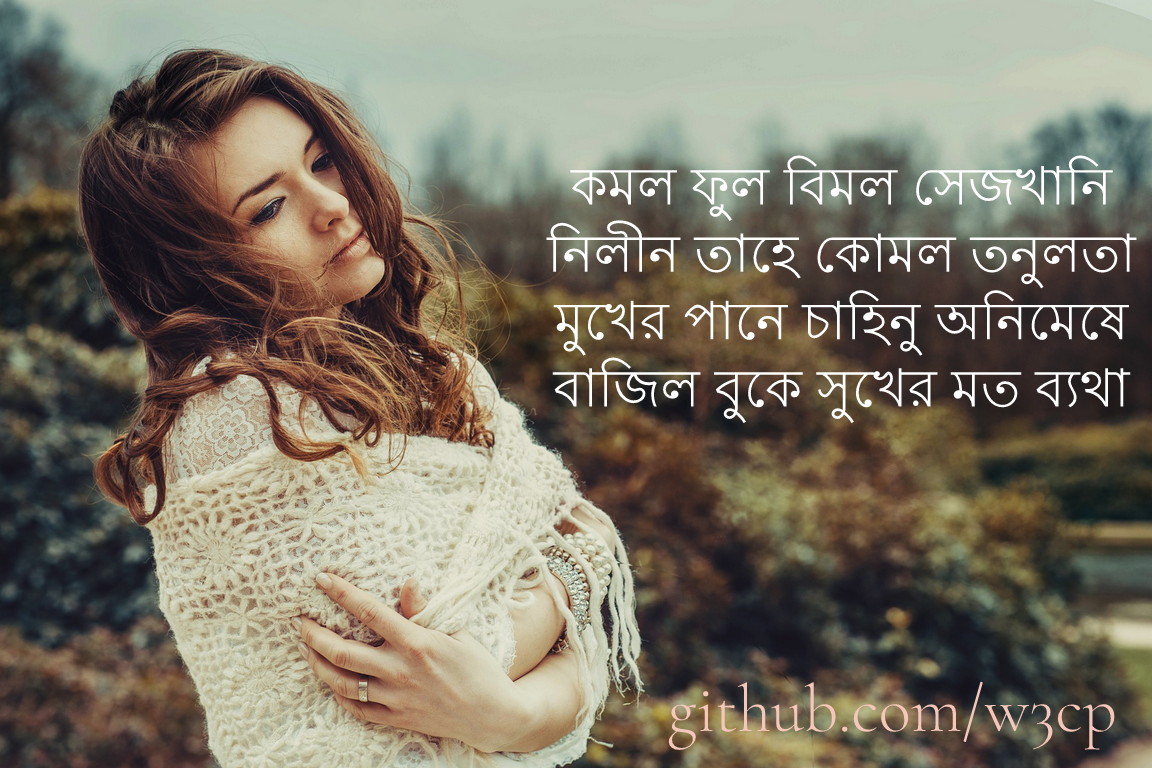 কমল ফুল বিমল সেজখানি
নিলীন তাহে কোমল তনুলতা
মুখের পানে চাহিনু অনিমেষে
বাজিল বুকে সুখের মত ব্যথা
github.com/w3cp